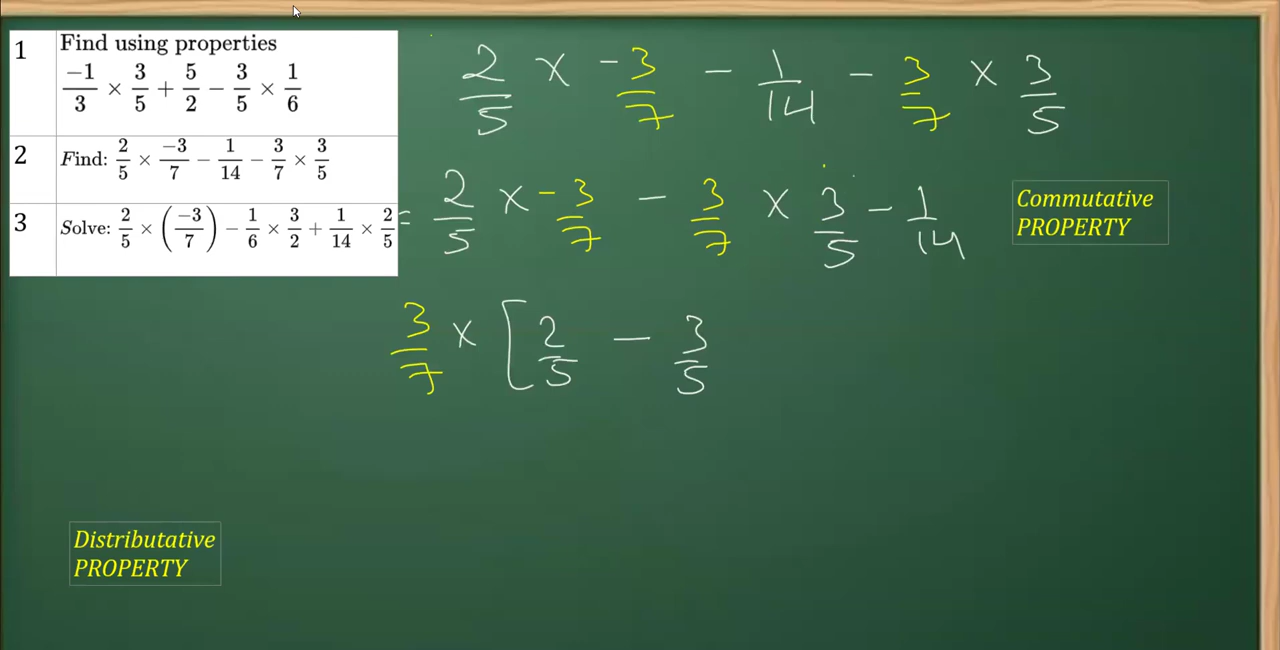 1 Find using properties
-1/3 × 3/5 + 5/2 - 3/5 × 1/6
2 Find: 2/5 × -3/7 - 1/14 - 3/7 × 3/5
3 Solve: 2/5 × (-3/7) - 1/6 × 3/2 + 1/14 × 2/5
2/5 × -3/7 - 1/14 - 3/7 × 3/5
= 2/5 × -3/7 - 3/7 × 3/5 - 1/14
Commutative
PROPERTY
3/7 × [2/5 - 3/5
Distributative
PROPERTY